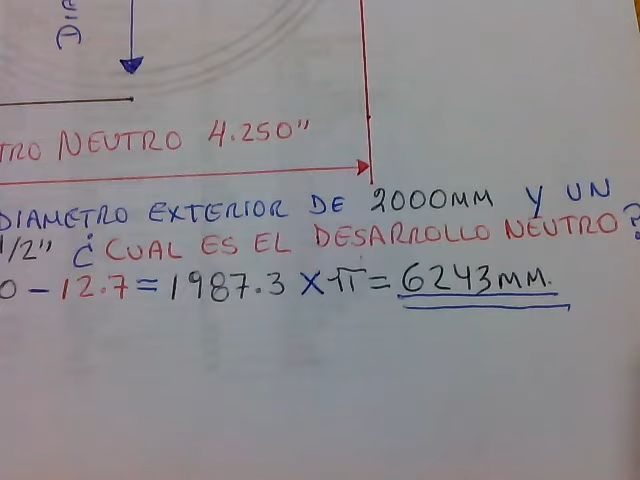 TRO NEUTRO 4.250"
DIAMETRO EXTERIOR DE 2000MM Y UN
1/2" ¿CUAL ES EL DESARROLLO NEUTRO?
0 - 12.7 = 1987.3 X π = 6243MM.